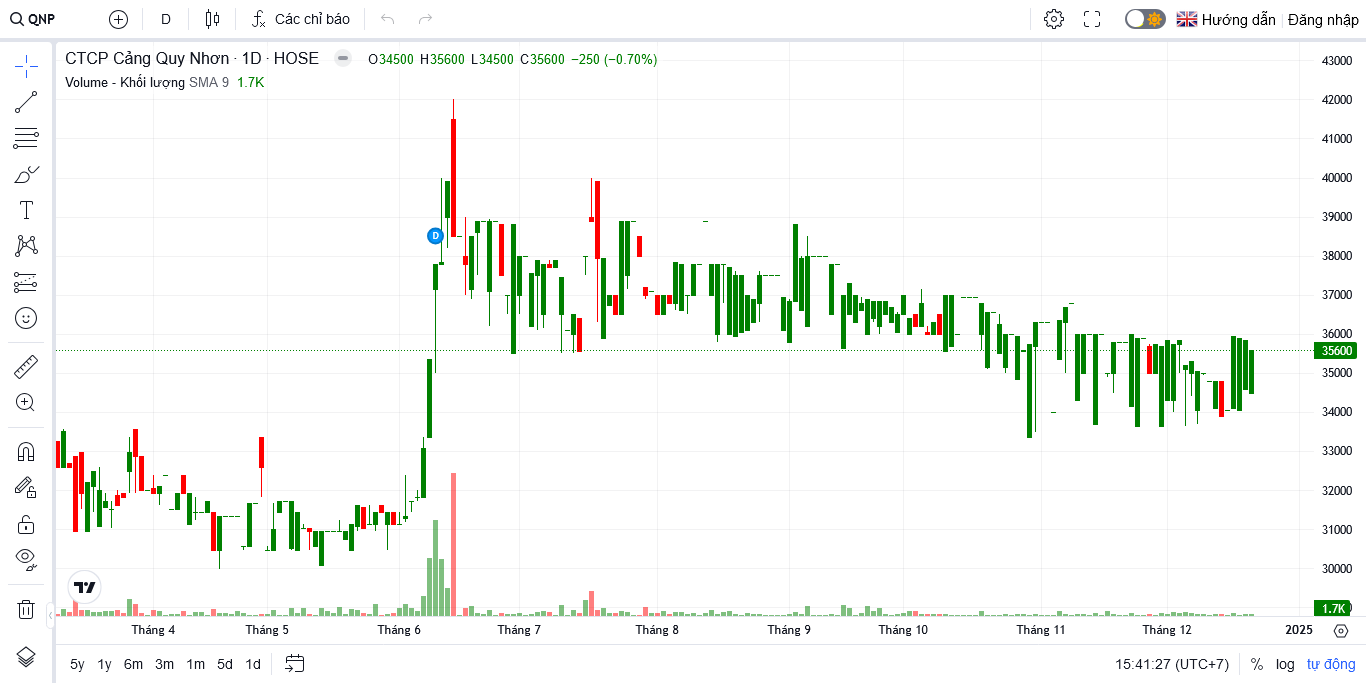 QNP D Các chỉ báo Hướng dẫn Đăng nhập
CTCP Cảng Quy Nhơn · 1D · HOSE O34500 H35600 L34500 C35600 −250 (−0.70%)
Volume - Khối lượng SMA 9 1.7K
43000
42000
41000
40000
39000
D
38000
37000
36000
35600
35000
34000
33000
32000
31000
30000
1.7K
Tháng 4 Tháng 5 Tháng 6 Tháng 7 Tháng 8 Tháng 9 Tháng 10 Tháng 11 Tháng 12 2025
5y 1y 6m 3m 1m 5d 1d 15:41:27 (UTC+7) % log tự động